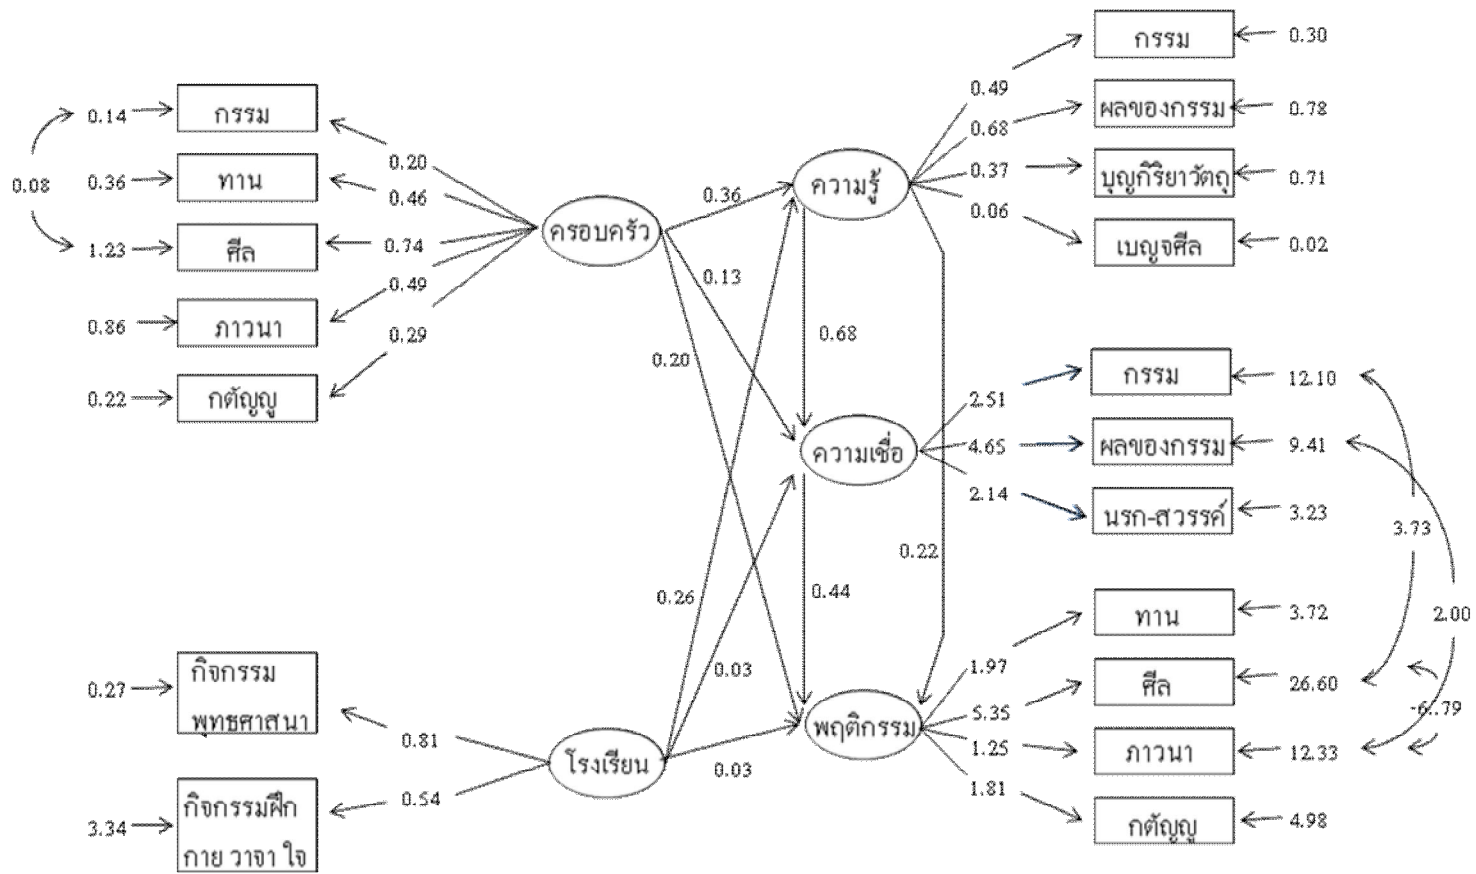 กรรม
0.30
0.49
ผลของกรรม
0.78
0.68
บุญกิริยาวัตถุ
0.71
0.37
เบญจศีล
0.02
0.06
ความรู้
0.14
กรรม
0.20
0.08
0.36
ทาน
0.46
1.23
ศีล
0.74
0.86
ภาวนา
0.49
0.22
กตัญญู
0.29
ครอบครัว
0.36
0.13
0.20
0.68
กรรม
12.10
2.51
ความเชื่อ
4.65
ผลของกรรม
9.41
2.14
นรก-สวรรค์
3.23
3.73
0.22
0.44
0.26
0.03
2.00
ทาน
3.72
1.97
ศีล
26.60
5.35
-6.79
พฤติกรรม
1.25
ภาวนา
12.33
1.81
กตัญญู
4.98
0.27
กิจกรรม
พุทธศาสนา
0.81
โรงเรียน
0.03
0.54
3.34
กิจกรรมฝึก
กาย วาจา ใจ